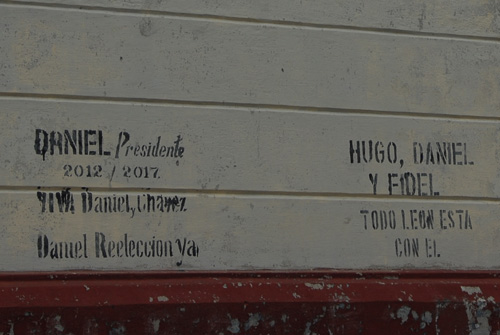 DANIEL Presidente
2012 / 2017
VIVA Daniel, Chavez
Daniel Reeleccion Ya!
HUGO, DANIEL
Y FIDEL
TODO LEON ESTA
CON EL